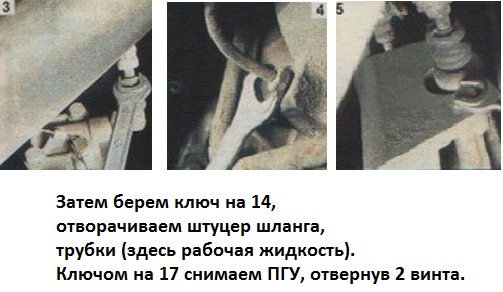 3 4 5
Затем берем ключ на 14,
отворачиваем штуцер шланга,
трубки (здесь рабочая жидкость).
Ключом на 17 снимаем ПГУ, отвернув 2 винта.